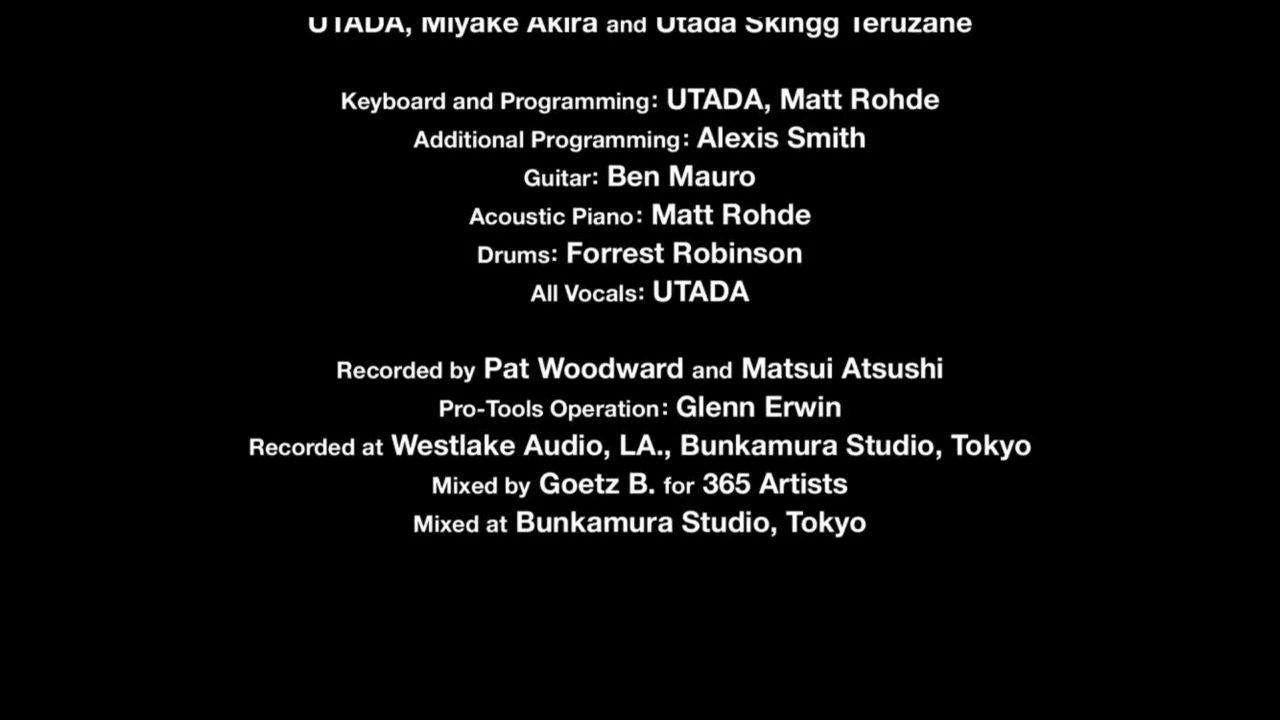 UTADA, Miyake Akira and Utada Skingg Teruzane
Keyboard and Programming: UTADA, Matt Rohde
Additional Programming: Alexis Smith
Guitar: Ben Mauro
Acoustic Piano: Matt Rohde
Drums: Forrest Robinson
All Vocals: UTADA
Recorded by Pat Woodward and Matsui Atsushi
Pro-Tools Operation: Glenn Erwin
Recorded at Westlake Audio, LA., Bunkamura Studio, Tokyo
Mixed by Goetz B. for 365 Artists
Mixed at Bunkamura Studio, Tokyo